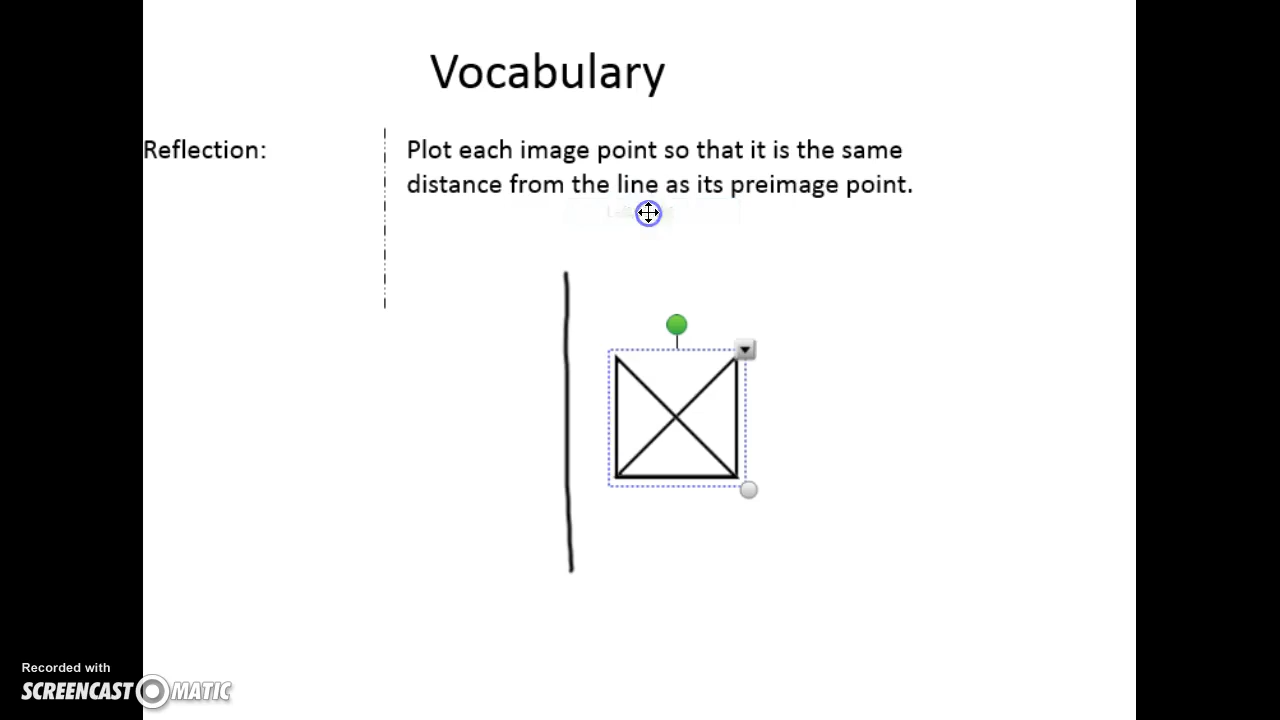 Vocabulary
Reflection:
Plot each image point so that it is the same
distance from the line as its preimage point.
Recorded with
SCREENCAST MATIC